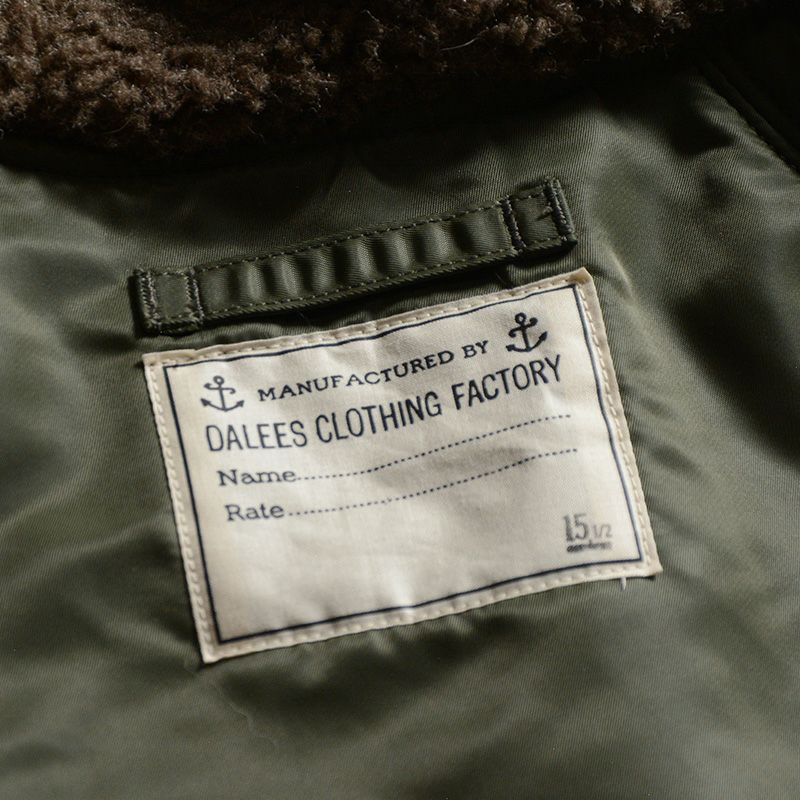 MANUFACTURED BY
DALEES CLOTHING FACTORY
Name
Rate
15 1/2